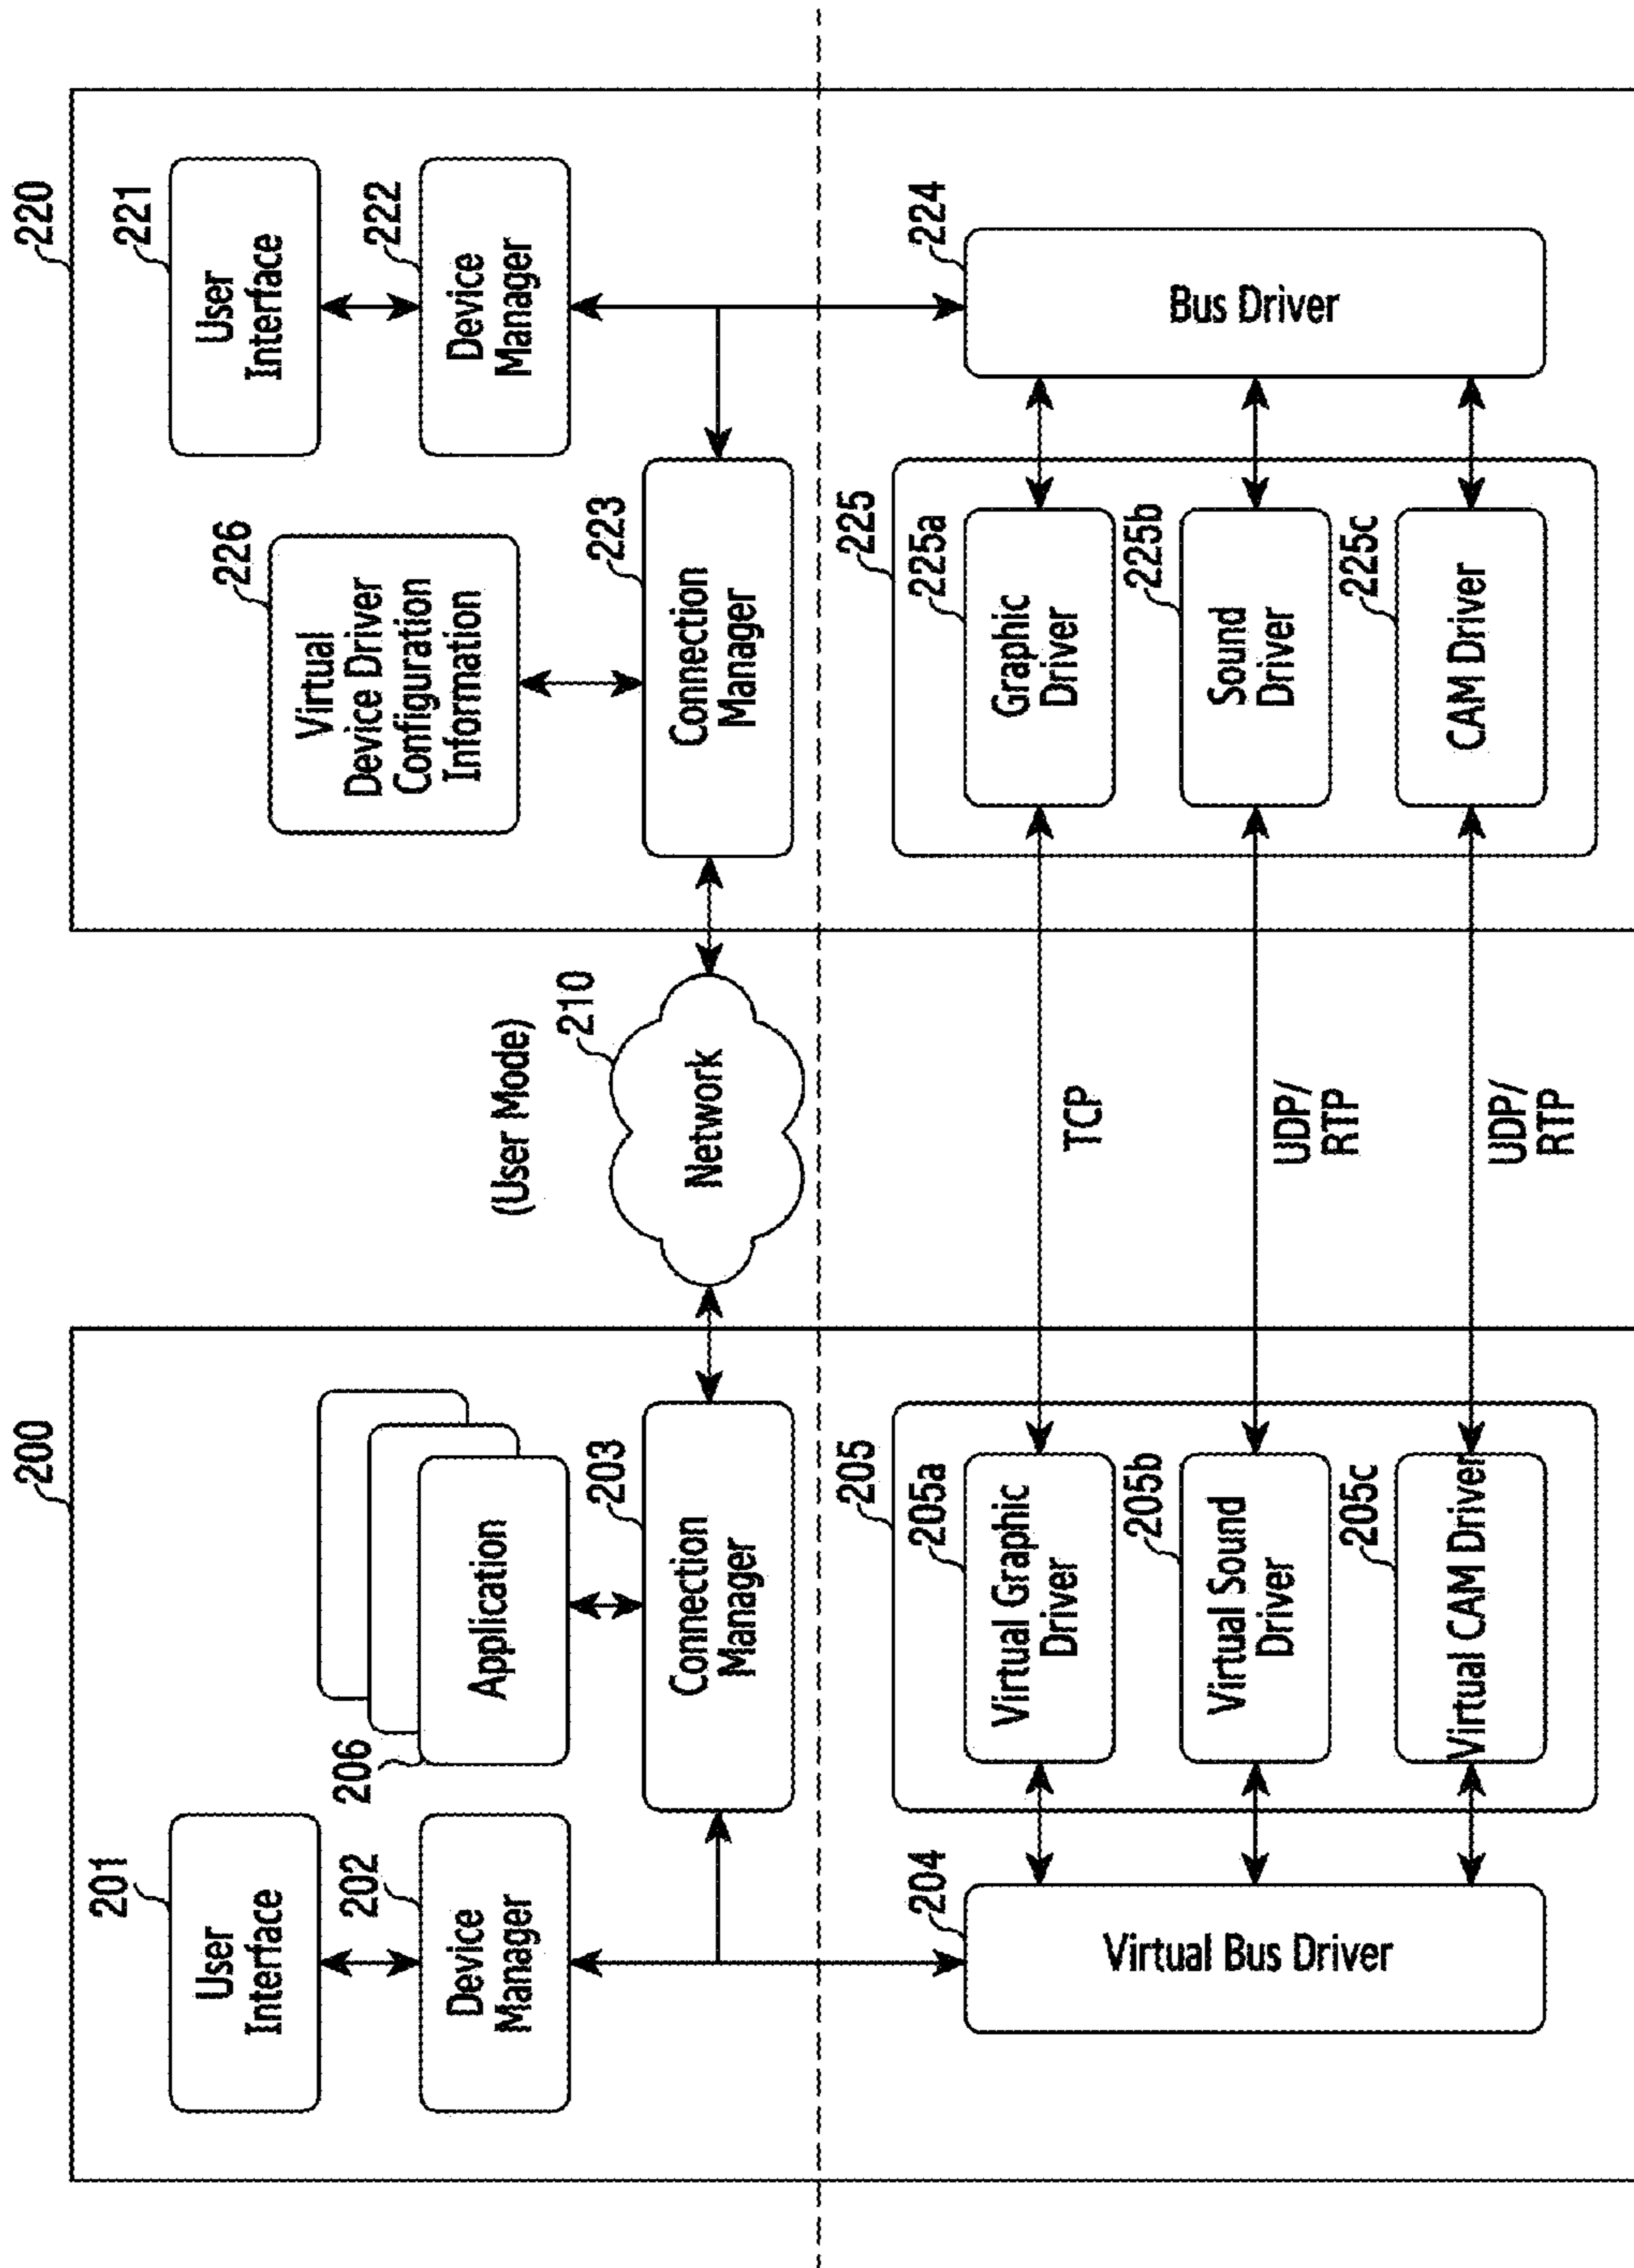 200
201
User
Interface
202
Device
Manager
206
Application
203
Connection
Manager
(User Mode)
210
Network
220
221
User
Interface
222
Device
Manager
226
Virtual
Device Driver
Configuration
Information
223
Connection
Manager
204
Virtual Bus Driver
205
205a
Virtual Graphic
Driver
205b
Virtual Sound
Driver
205c
Virtual CAM Driver
TCP
UDP/
RTP
UDP/
RTP
225
225a
Graphic
Driver
225b
Sound
Driver
225c
CAM Driver
224
Bus Driver